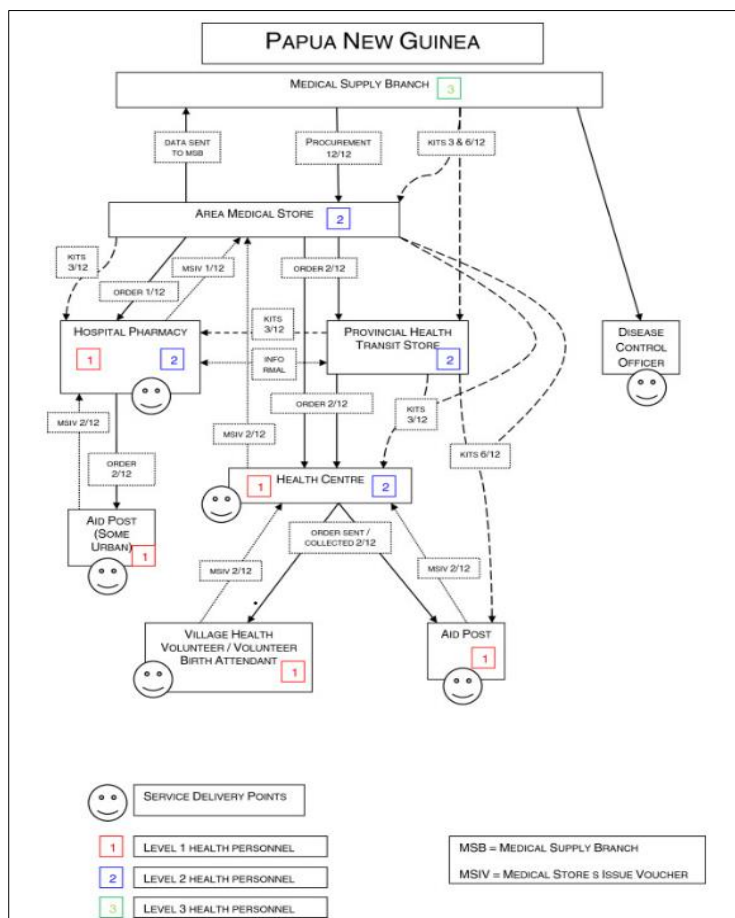 PAPUA NEW GUINEA
MEDICAL SUPPLY BRANCH 3
DATA SENT
TO MSB
PROCUREMENT
12/12
KITS 3 & 6/12
AREA MEDICAL STORE 2
KITS
3/12
MSIV 1/12
ORDER 2/12
ORDER 1/12
HOSPITAL PHARMACY
1 2
KITS
3/12
INFO
RMAL
PROVINCIAL HEALTH
TRANSIT STORE
2
DISEASE
CONTROL
OFFICER
MSIV 2/12
MSIV 2/12
ORDER 2/12
KITS
3/12
KITS 6/12
ORDER
2/12
HEALTH CENTRE
1 2
AID POST
(SOME
URBAN)
1
MSIV 2/12
ORDER SENT /
COLLECTED 2/12
MSIV 2/12
VILLAGE HEALTH
VOLUNTEER / VOLUNTEER
BIRTH ATTENDANT
1
AID POST
1
SERVICE DELIVERY POINTS
1 LEVEL 1 HEALTH PERSONNEL
2 LEVEL 2 HEALTH PERSONNEL
3 LEVEL 3 HEALTH PERSONNEL
MSB = MEDICAL SUPPLY BRANCH
MSIV = MEDICAL STORE S ISSUE VOUCHER